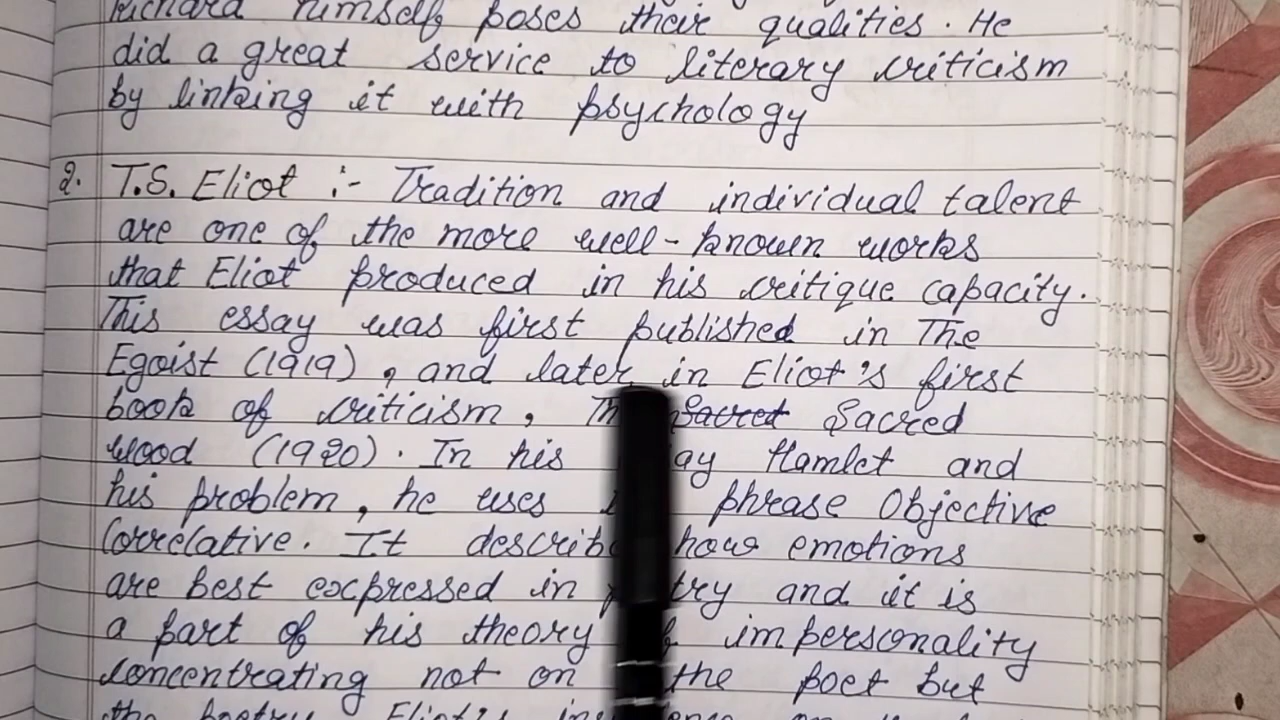 Richard himself poses their qualities. He
did a great service to literary criticism
by linking it with psychology
2. T.S. Eliot :- Tradition and individual talent
are one of the more well-known works
that Eliot produced in his critique capacity.
This essay was first published in The
Egoist (1919), and later in Eliot's first
book of criticism, Sacred Sacred
Wood (1920). In his Hamlet and
his problem, he uses phrase Objective
Correlative. It how emotions
are best expressed in and it is
a part of his theory impersonality
concentrating not on the poet but
the poetry Eliot's